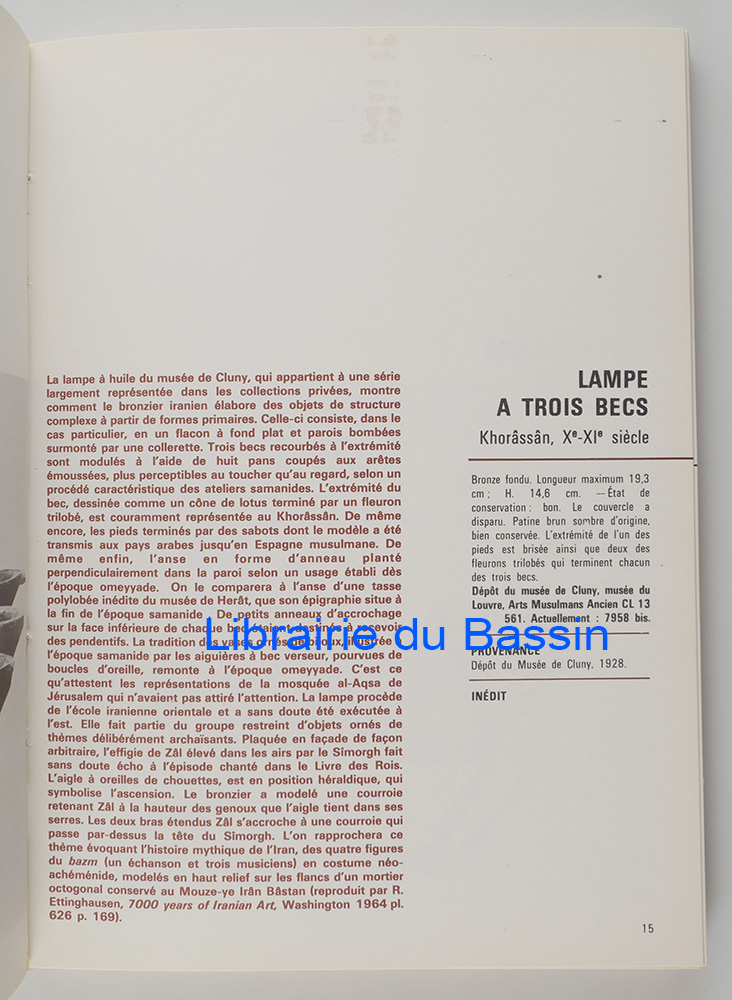 La lampe à huile du musée de Cluny, qui appartient à une série
largement représentée dans les collections privées, montre
comment le bronzier iranien élabore des objets de structure
complexe à partir de formes primaires. Celle-ci consiste, dans le
cas particulier, en un flacon à fond plat et parois bombées
surmonté par une collerette. Trois becs recourbés à l'extrémité
sont modulés à l'aide de huit pans coupés aux arêtes
émoussées, plus perceptibles au toucher qu'au regard, selon un
procédé caractéristique des ateliers samanides. L'extrémité du
bec, dessinée comme un cône de lotus terminé par un fleuron
trilobé, est couramment représentée au Khorâssân. De même
encore, les pieds terminés par des sabots dont le modèle a été
transmis aux pays arabes jusqu'en Espagne musulmane. De
même enfin, l'anse en forme d'anneau planté
perpendiculairement dans la paroi selon un usage établi dès
l'époque omeyyade. On le comparera à l'anse d'une tasse
polylobée inédite du musée de Herât, que son épigraphie situe à
la fin de l'époque samanide. De petits anneaux d'accrochage
sur la face inférieure de chaque bec étaient destinés à recevoir
des pendentifs. La tradition des vases ornés de bijoux, illustrée à
l'époque samanide par les aiguières à bec verseur, pourvues de
boucles d'oreille, remonte à l'époque omeyyade. C'est ce
qu'attestent les représentations de la mosquée al-Aqsa de
Jérusalem qui n'avaient pas attiré l'attention. La lampe procède
de l'école iranienne orientale et a sans doute été exécutée à
l'est. Elle fait partie du groupe restreint d'objets ornés de
thèmes délibérément archaïsants. Plaquée en façade de façon
arbitraire, l'effigie de Zâl élevé dans les airs par le Sîmorgh fait
sans doute écho à l'épisode chanté dans le Livre des Rois.
L'aigle à oreilles de chouettes, est en position héraldique, qui
symbolise l'ascension. Le bronzier a modelé une courroie
retenant Zâl à la hauteur des genoux que l'aigle tient dans ses
serres. Les deux bras étendus Zâl s'accroche à une courroie qui
passe par-dessus la tête du Sîmorgh. L'on rapprochera ce
thème évoquant l'histoire mythique de l'Iran, des quatre figures
du bazm (un échanson et trois musiciens) en costume néo-
achéménide, modelés en haut relief sur les flancs d'un mortier
octogonal conservé au Mouze-ye Irân Bâstan (reproduit par R.
Ettinghausen, 7000 years of Iranian Art, Washington 1964 pl.
626 p. 169).
LAMPE
A TROIS BECS
Khorâssân, Xe-XIe siècle
Bronze fondu. Longueur maximum 19,3
cm ; H. 14,6 cm. — État de
conservation : bon. Le couvercle a
disparu. Patine brun sombre d'origine,
bien conservée. L'extrémité de l'un des
pieds est brisée ainsi que deux des
fleurons trilobés qui terminent chacun
des trois becs.
Dépôt du musée de Cluny, musée du
Louvre, Arts Musulmans Ancien CL 13
561. Actuellement : 7958 bis.
PROVENANCE
Dépôt du Musée de Cluny, 1928.
INÉDIT
Librairie du Bassin
15